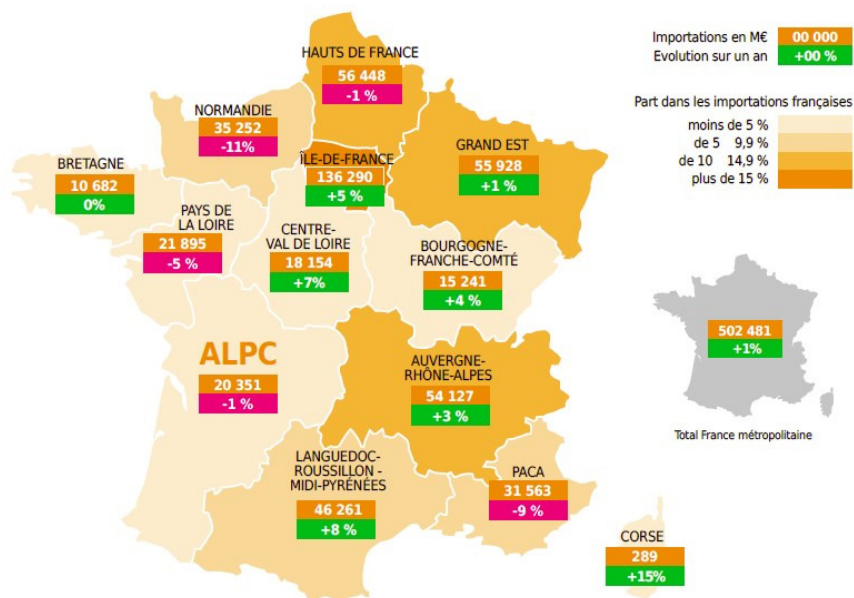 HAUTS DE FRANCE
56 448
-1 %
Importations en M€ 00 000
Evolution sur un an +00 %
Part dans les importations françaises
moins de 5 %
de 5 9,9 %
de 10 14,9 %
plus de 15 %
NORMANDIE
35 252
-11%
ÎLE-DE-FRANCE
136 290
+5 %
GRAND EST
55 928
+1 %
BRETAGNE
10 682
0%
PAYS DE
LA LOIRE
21 895
-5 %
CENTRE-
VAL DE LOIRE
18 154
+7%
BOURGOGNE-
FRANCHE-COMTÉ
15 241
+4 %
502 481
+1%
Total France métropolitaine
ALPC
20 351
-1 %
AUVERGNE-
RHÔNE-ALPES
54 127
+3 %
LANGUEDOC-
ROUSSILLON -
MIDI-PYRÉNÉES
46 261
+8 %
PACA
31 563
-9 %
CORSE
289
+15%